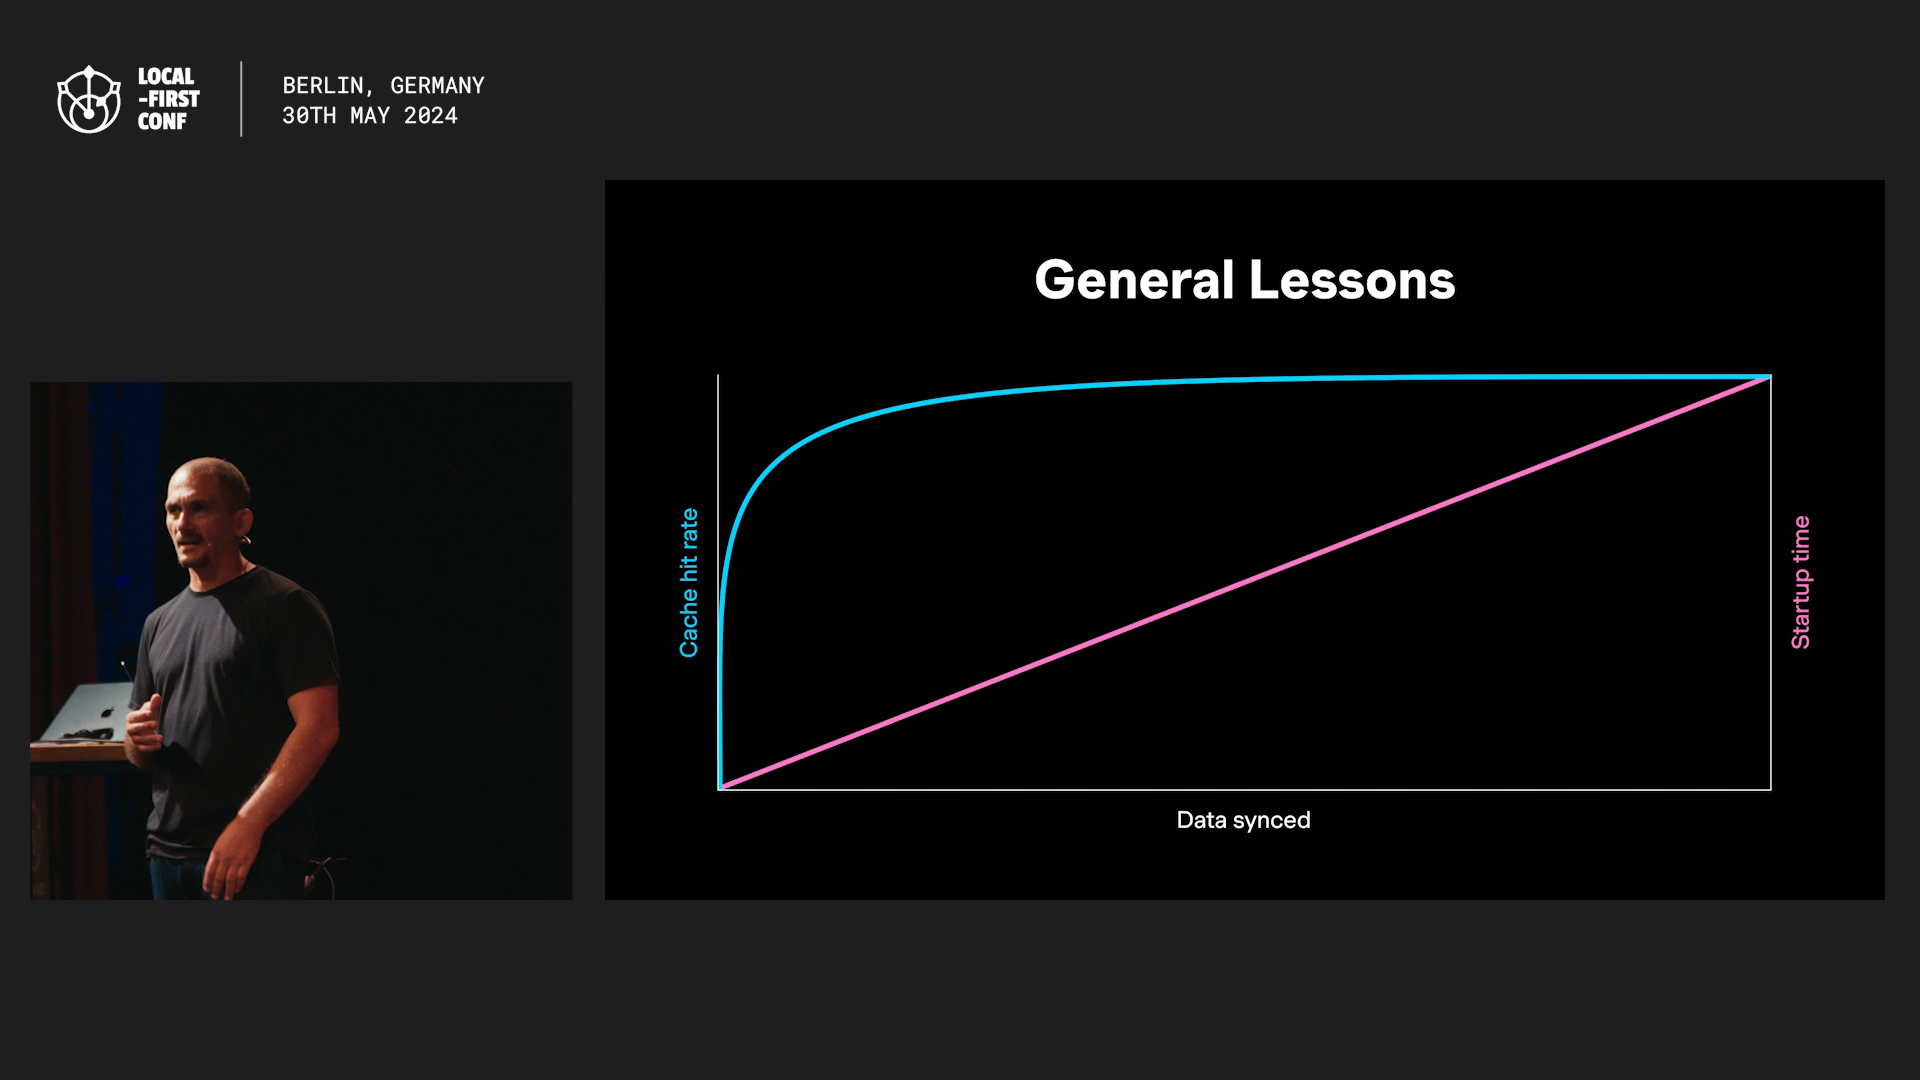 LOCAL
-FIRST
CONF
BERLIN, GERMANY
30TH MAY 2024
General Lessons
Cache hit rate
Startup time
Data synced